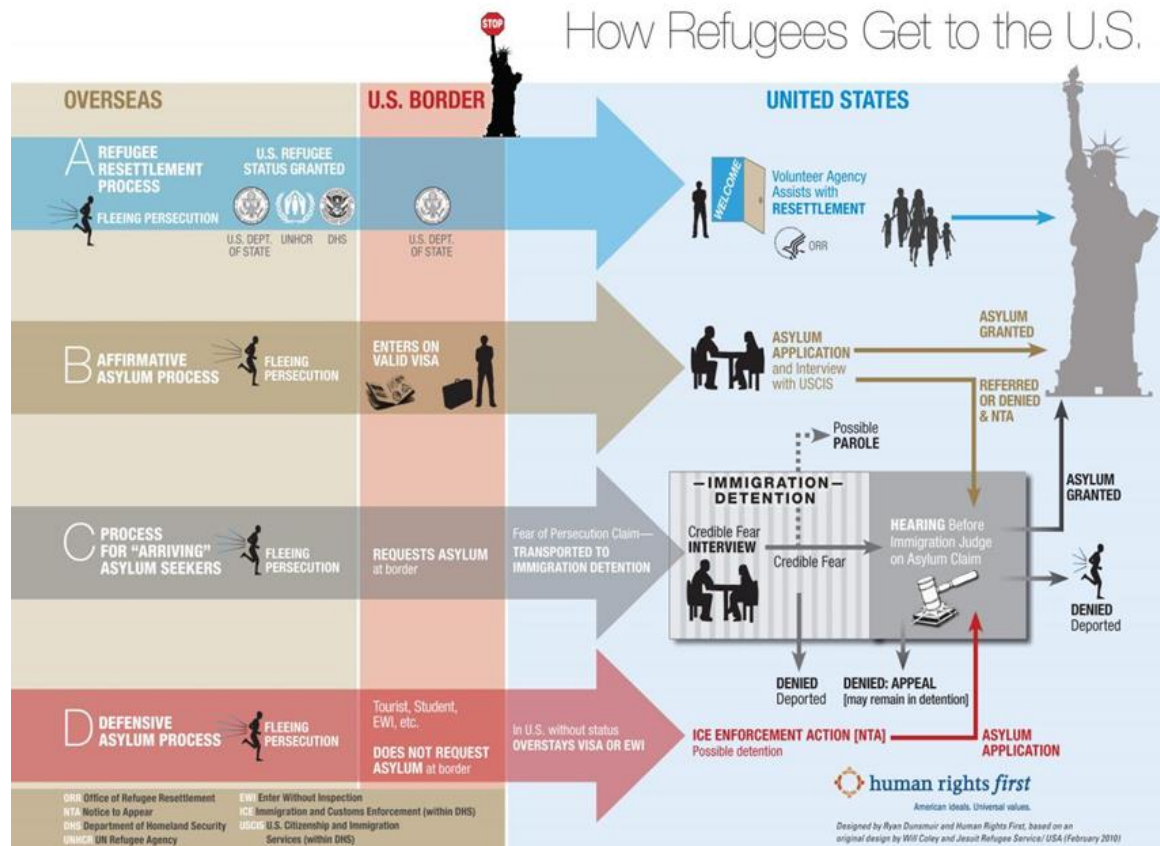 STOP
How Refugees Get to the U.S.
OVERSEAS
U.S. BORDER
UNITED STATES
A REFUGEE
RESETTLEMENT
PROCESS
FLEEING PERSECUTION
U.S. REFUGEE
STATUS GRANTED
U.S. DEPT.
OF STATE
UNHCR
DHS
U.S. DEPT.
OF STATE
WELCOME
Volunteer Agency
Assists with
RESETTLEMENT
ORR
B AFFIRMATIVE
ASYLUM PROCESS
FLEEING
PERSECUTION
ENTERS ON
VALID VISA
ASYLUM
APPLICATION
and Interview
with USCIS
ASYLUM
GRANTED
REFERRED
OR DENIED
& NTA
Possible
PAROLE
C PROCESS
FOR “ARRIVING”
ASYLUM SEEKERS
FLEEING
PERSECUTION
REQUESTS ASYLUM
at border
Fear of Persecution Claim—
TRANSPORTED TO
IMMIGRATION DETENTION
—IMMIGRATION—
DETENTION
Credible Fear
INTERVIEW
Credible Fear
HEARING Before
Immigration Judge
on Asylum Claim
ASYLUM
GRANTED
DENIED
Deported
DENIED
Deported
DENIED: APPEAL
[may remain in detention]
D DEFENSIVE
ASYLUM PROCESS
FLEEING
PERSECUTION
Tourist, Student,
EWI, etc.
DOES NOT REQUEST
ASYLUM at border
In U.S. without status
OVERSTAYS VISA OR EWI
ICE ENFORCEMENT ACTION [NTA]
Possible detention
ASYLUM
APPLICATION
ORR Office of Refugee Resettlement
NTA Notice to Appear
DHS Department of Homeland Security
UNHCR UN Refugee Agency
EWI Enter Without Inspection
ICE Immigration and Customs Enforcement (within DHS)
USCIS U.S. Citizenship and Immigration
Services (within DHS)
human rights first
American ideals. Universal values.
Designed by Ryan Dunsmuir and Human Rights First, based on an
original design by Will Coley and Jesuit Refugee Service/ USA (February 2010)